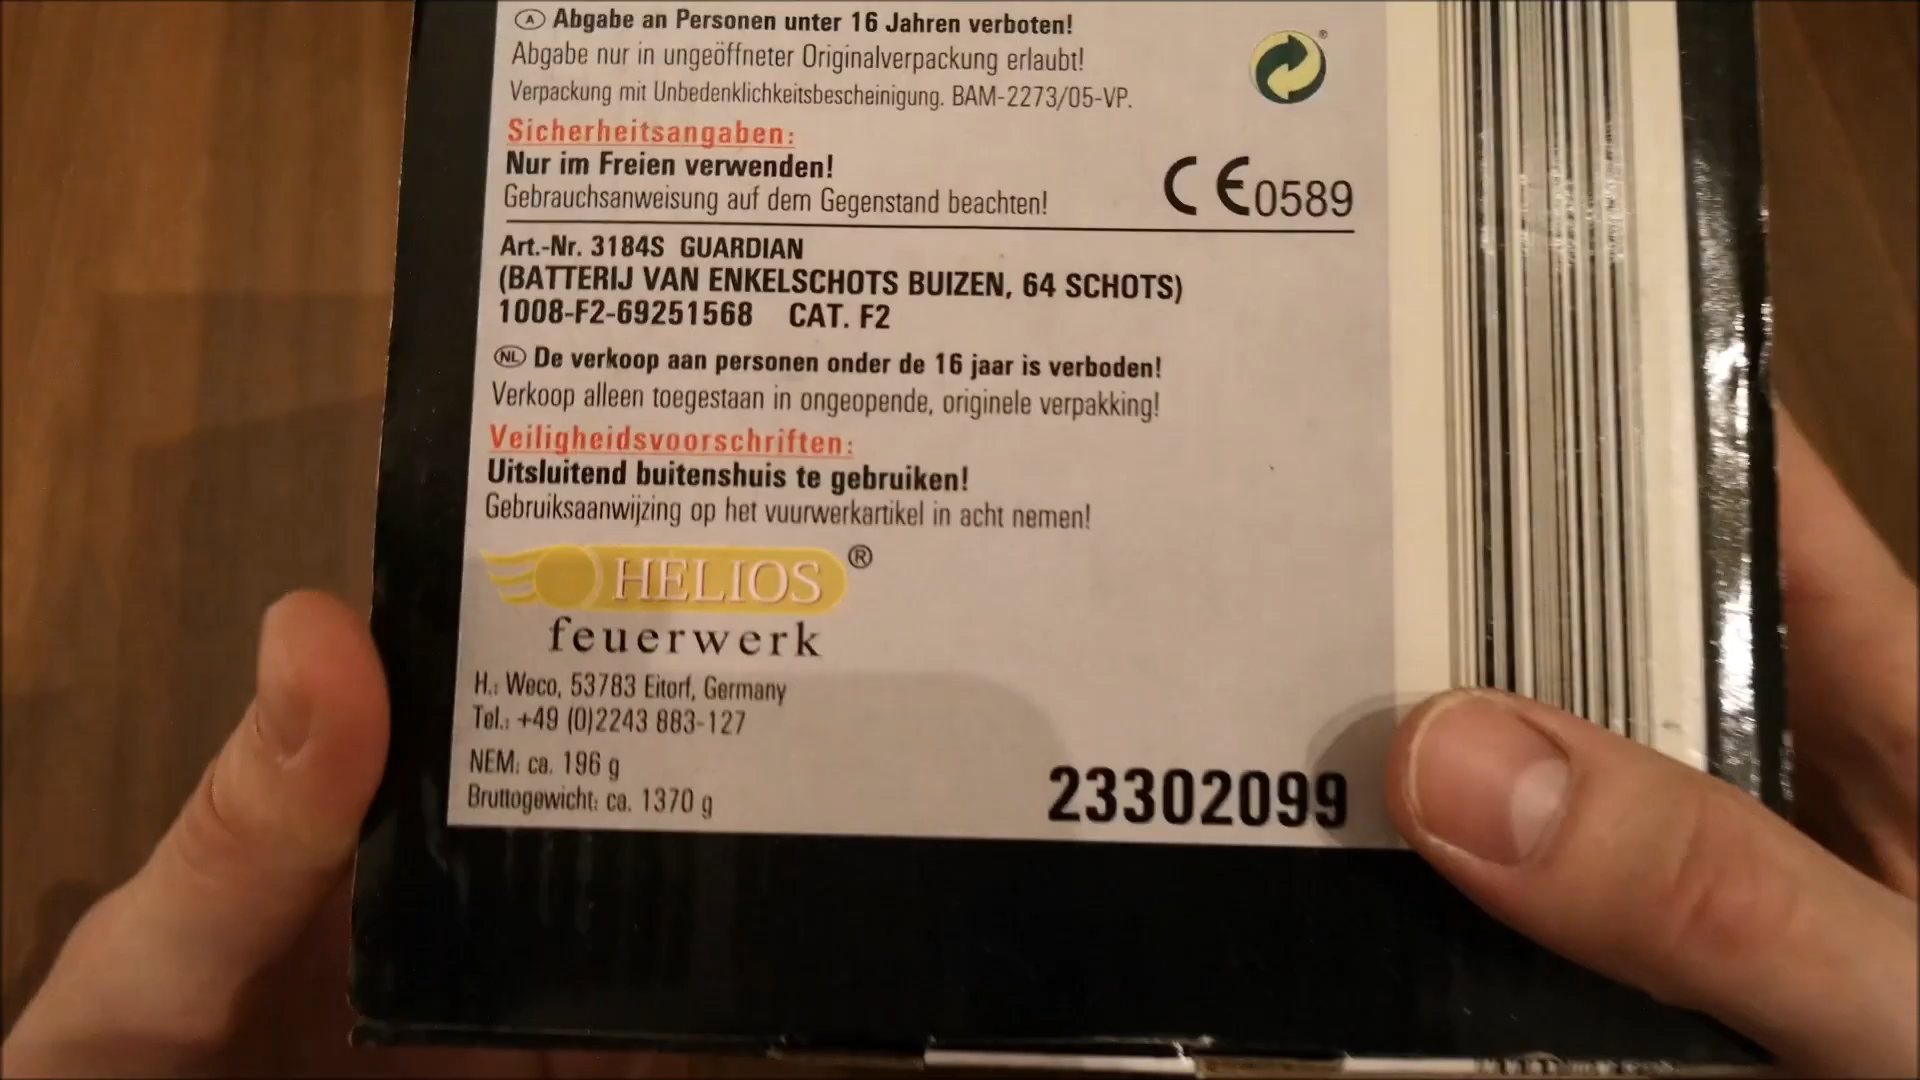 Ⓐ Abgabe an Personen unter 16 Jahren verboten!
Abgabe nur in ungeöffneter Originalverpackung erlaubt!
Verpackung mit Unbedenklichkeitsbescheinigung. BAM-2273/05-VP.
Sicherheitsangaben:
Nur im Freien verwenden!
Gebrauchsanweisung auf dem Gegenstand beachten!
CE0589
Art.-Nr. 3184S GUARDIAN
(BATTERIJ VAN ENKELSCHOTS BUIZEN, 64 SCHOTS)
1008-F2-69251568 CAT. F2
NL De verkoop aan personen onder de 16 jaar is verboden!
Verkoop alleen toegestaan in ongeopende, originele verpakking!
Veiligheidsvoorschriften:
Uitsluitend buitenshuis te gebruiken!
Gebruiksaanwijzing op het vuurwerkartikel in acht nemen!
HELIOS ®
feuerwerk
H.: Weco, 53783 Eitorf, Germany
Tel.: +49 (0)2243 883-127
NEM: ca. 196 g
Bruttogewicht: ca. 1370 g
23302099